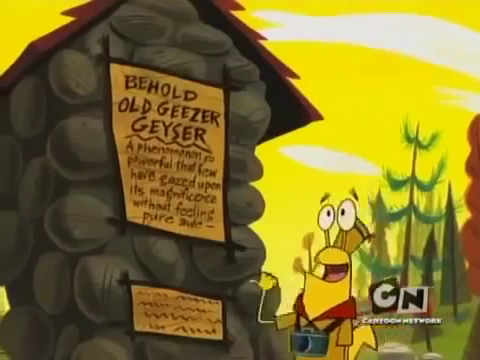 BEHOLD
OLD GEEZER
GEYSER
A phenomenon so
powerful that few
have gazed upon
its magnificence
without feeling
pure awe
CN
CARTOON NETWORK